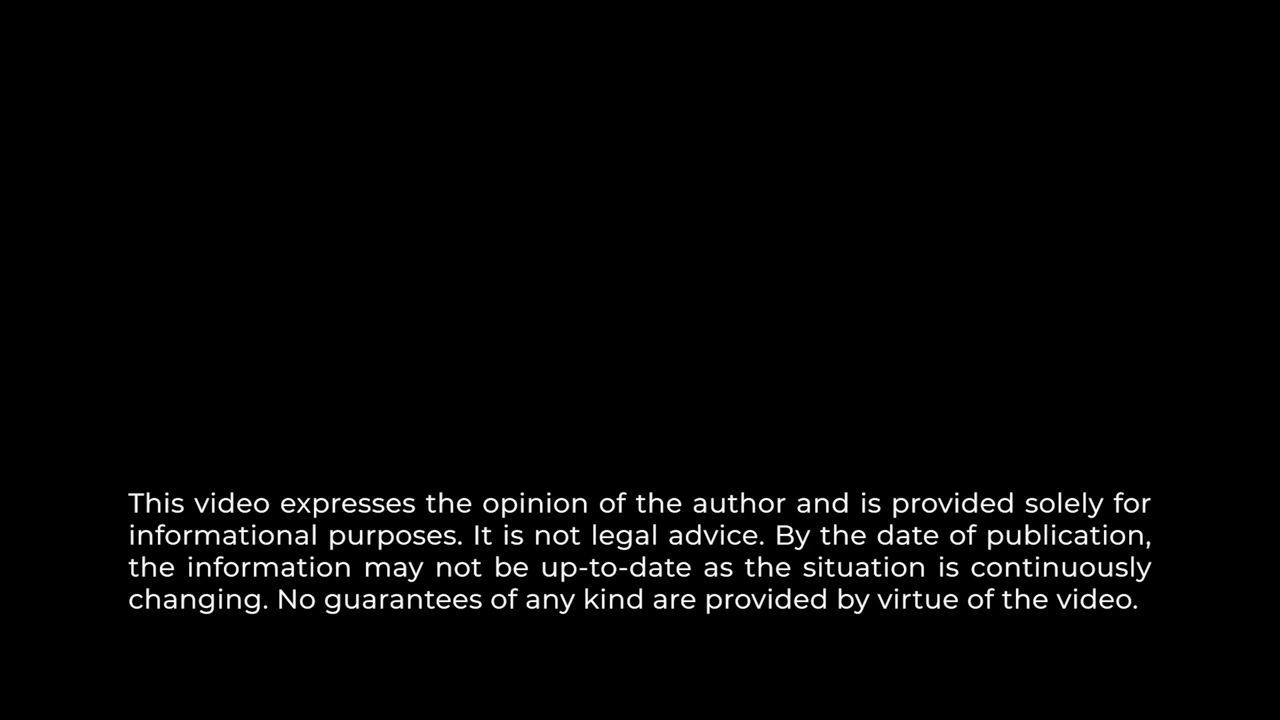 This video expresses the opinion of the author and is provided solely for
informational purposes. It is not legal advice. By the date of publication,
the information may not be up-to-date as the situation is continuously
changing. No guarantees of any kind are provided by virtue of the video.